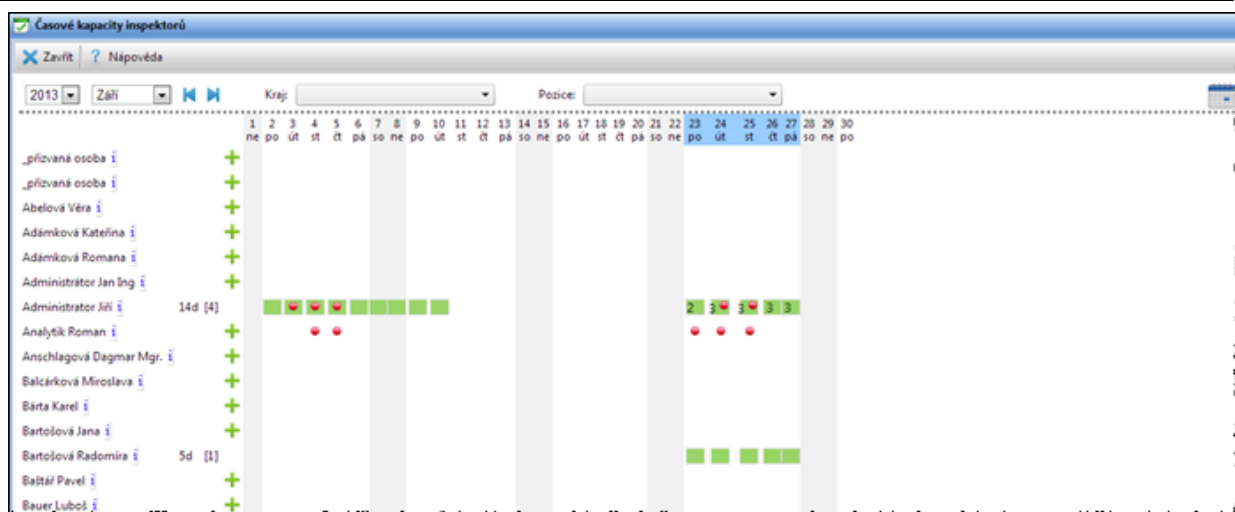 Časové kapacity inspektorů
Zavřít ? Nápověda
2013 Září Kraj: Pozice:
1 2 3 4 5 6 7 8 9 10 11 12 13 14 15 16 17 18 19 20 21 22 23 24 25 26 27 28 29 30
ne po út st čt pá so ne po út st čt pá so ne po út st čt pá so ne po út st čt pá so ne po
_přizvaná osoba i
_přizvaná osoba i
Abelová Věra i
Adámková Kateřina i
Adámková Romana i
Administrátor Jan Ing i
Administrator Jiří i 14d [4] 2 3 3 3 3
Analytik Roman i
Anschlagová Dagmar Mgr. i
Balcárková Miroslava i
Bárta Karel i
Bartošová Jana i
Bartošová Radomíra i 5d [1]
Baštář Pavel i
Bauer Luboš i